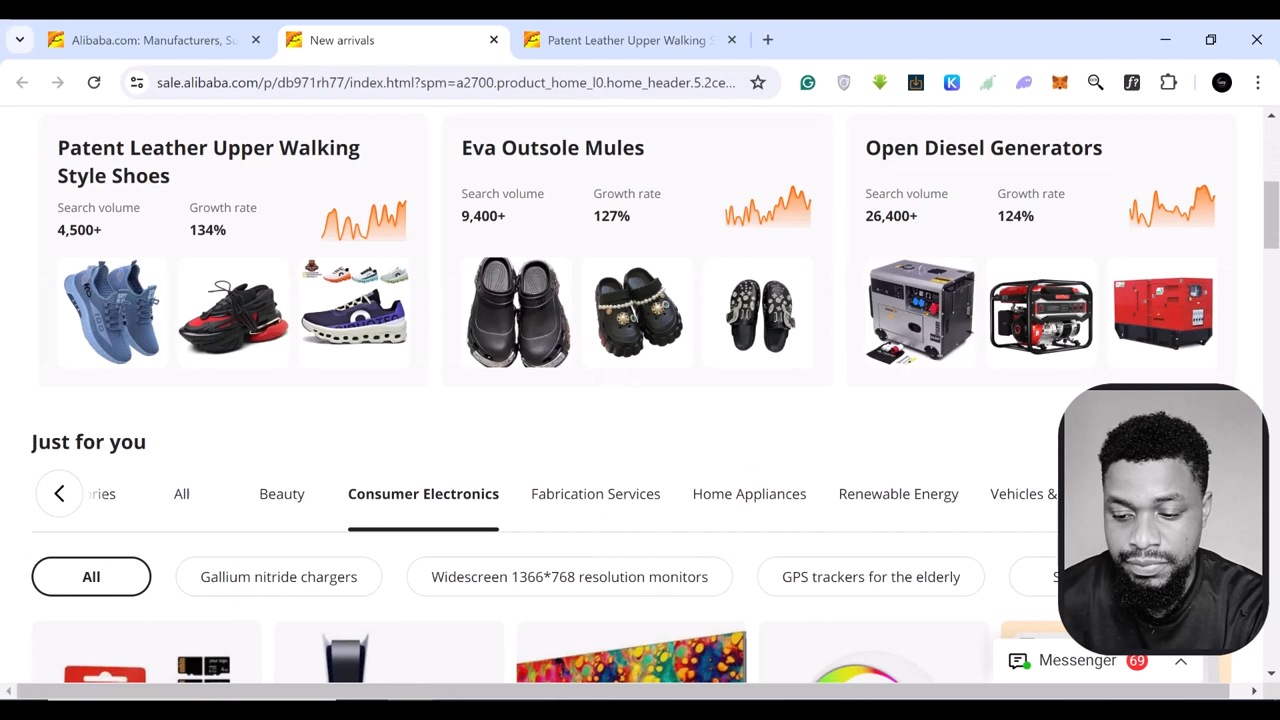 Alibaba.com: Manufacturers, Su
New arrivals
Patent Leather Upper Walking S
sale.alibaba.com/p/db971rh77/index.html?spm=a2700.product_home_l0.home_header.5.2ce...
Patent Leather Upper Walking
Style Shoes
Search volume
Growth rate
4,500+
134%
Eva Outsole Mules
Search volume
Growth rate
9,400+
127%
Open Diesel Generators
Search volume
Growth rate
26,400+
124%
Just for you
ries
All
Beauty
Consumer Electronics
Fabrication Services
Home Appliances
Renewable Energy
Vehicles &
All
Gallium nitride chargers
Widescreen 1366*768 resolution monitors
GPS trackers for the elderly
S
Messenger
69